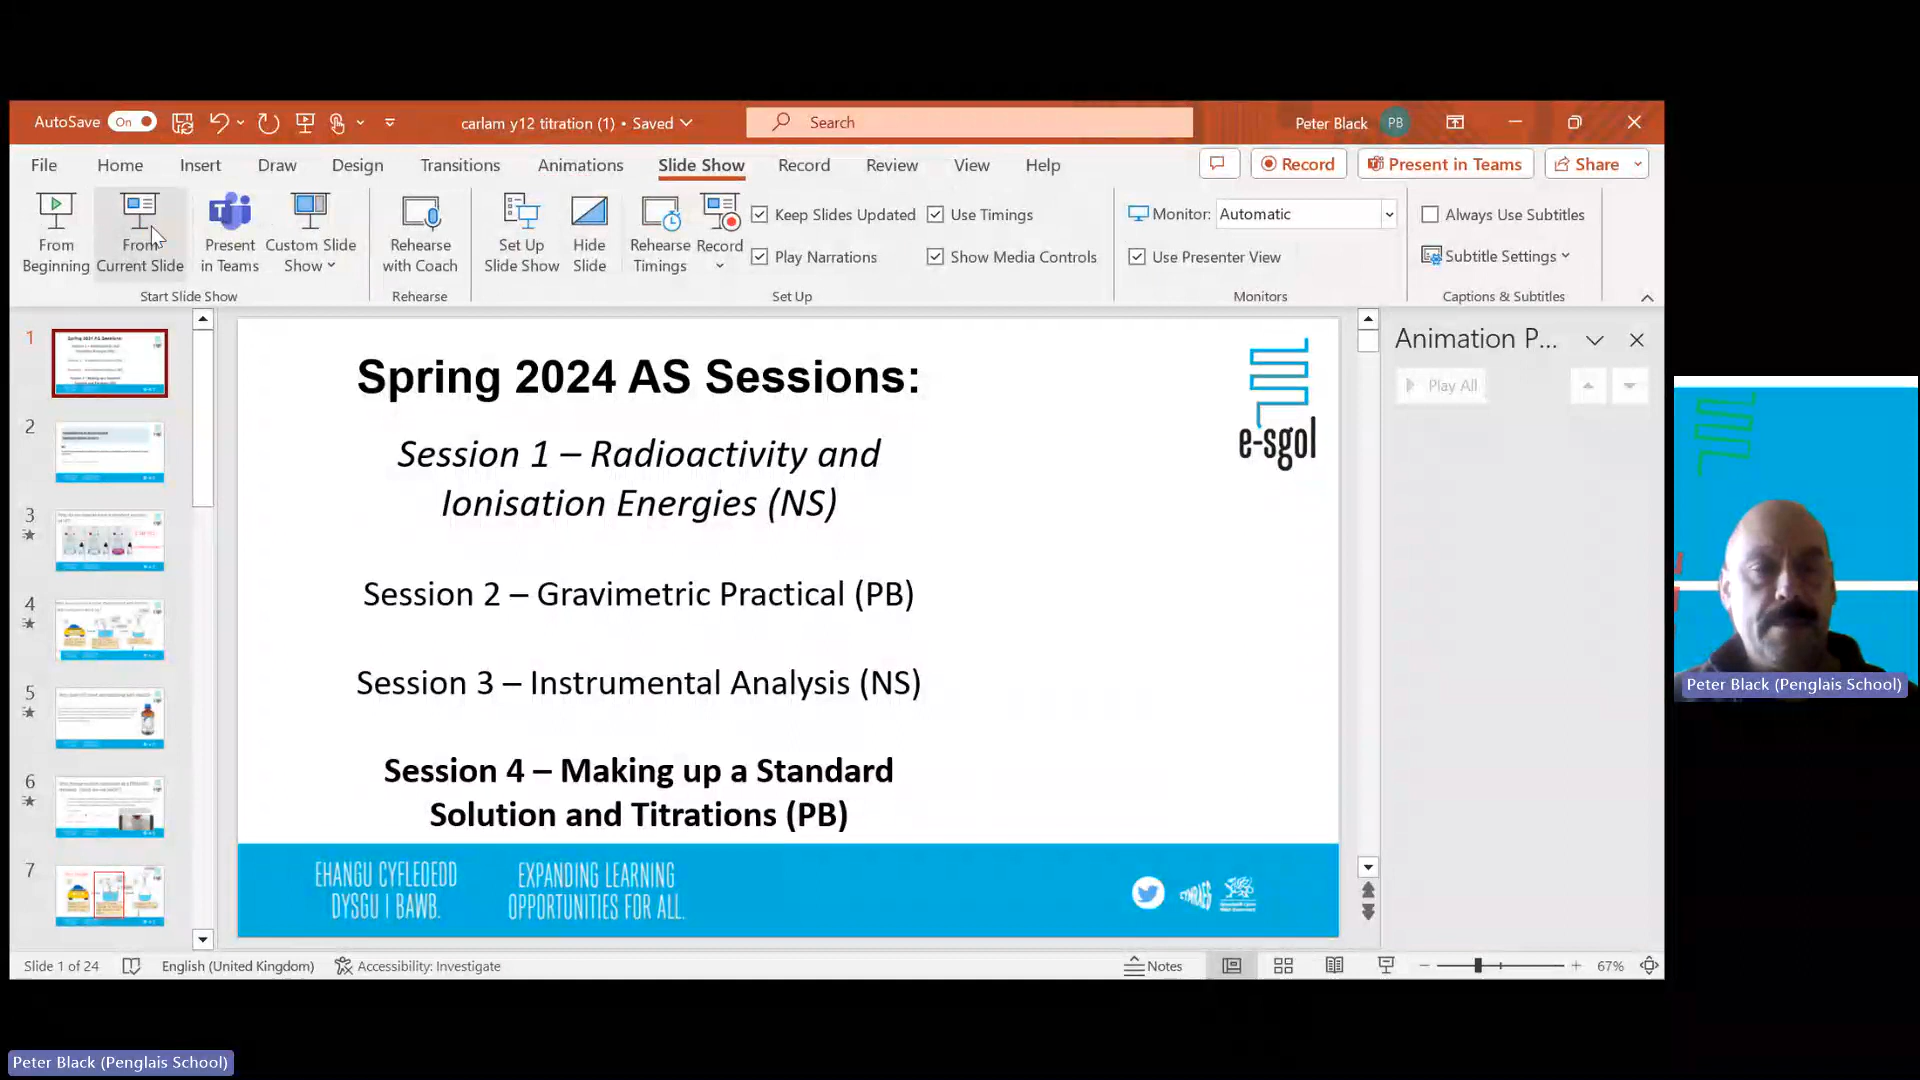 AutoSave On carlam y12 titration (1) • Saved Search Peter Black PB
File Home Insert Draw Design Transitions Animations Slide Show Record Review View Help Record Present in Teams Share
From Beginning
From Current Slide
Present in Teams
Custom Slide Show
Rehearse with Coach
Set Up Slide Show
Hide Slide
Rehearse Timings
Record
Keep Slides Updated
Use Timings
Play Narrations
Show Media Controls
Monitor: Automatic
Use Presenter View
Always Use Subtitles
Subtitle Settings
Start Slide Show Rehearse Set Up Monitors Captions & Subtitles
1
2
3
4
5
6
7
Spring 2024 AS Sessions:
Session 1 – Radioactivity and
Ionisation Energies (NS)
Session 2 – Gravimetric Practical (PB)
Session 3 – Instrumental Analysis (NS)
Session 4 – Making up a Standard
Solution and Titrations (PB)
e-sgol
EHANGU CYFLEOEDD
DYSGU I BAWB.
EXPANDING LEARNING
OPPORTUNITIES FOR ALL.
Animation P...
Play All
Peter Black (Penglais School)
Slide 1 of 24 English (United Kingdom) Accessibility: Investigate Notes 67%
Peter Black (Penglais School)